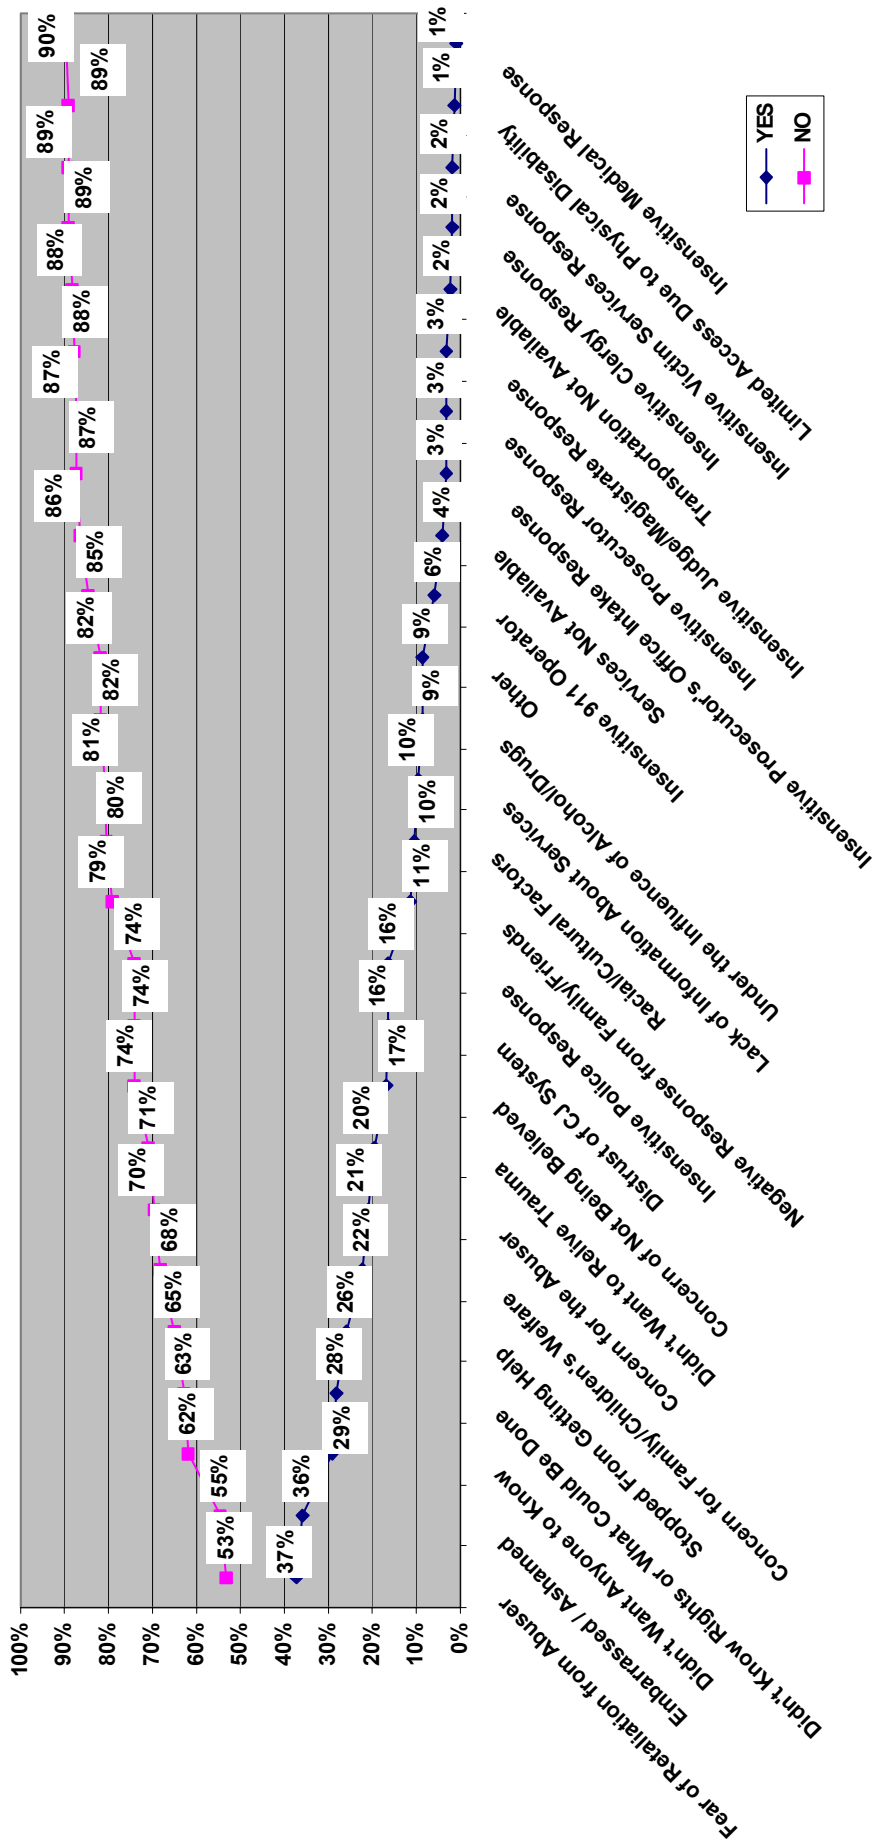 100%
90%
80%
70%
60%
50%
40%
30%
20%
10%
0%
53%
55%
62%
63%
65%
68%
70%
71%
74%
74%
74%
79%
80%
81%
82%
82%
85%
86%
87%
87%
88%
88%
89%
89%
89%
90%
37%
36%
29%
28%
26%
22%
21%
20%
17%
16%
16%
11%
10%
10%
9%
9%
6%
4%
3%
3%
3%
2%
2%
2%
1%
1%
Fear of Retaliation from Abuser
Embarrassed / Ashamed
Didn't Want Anyone to Know
Didn't Know Rights or What Could Be Done
Stopped From Getting Help
Concern for Family/Children's Welfare
Concern for the Abuser
Didn't Want to Relive Trauma
Concern of Not Being Believed
Distrust of CJ System
Insensitive Police Response
Negative Response from Family/Friends
Racial/Cultural Factors
Lack of Information About Services
Under the Influence of Alcohol/Drugs
Other
Insensitive 911 Operator
Services Not Available
Insensitive Prosecutor's Office Intake Response
Insensitive Prosecutor Response
Insensitive Judge/Magistrate Response
Transportation Not Available
Insensitive Clergy Response
Insensitive Victim Services Response
Limited Access Due to Physical Disability
Insensitive Medical Response
YES
NO